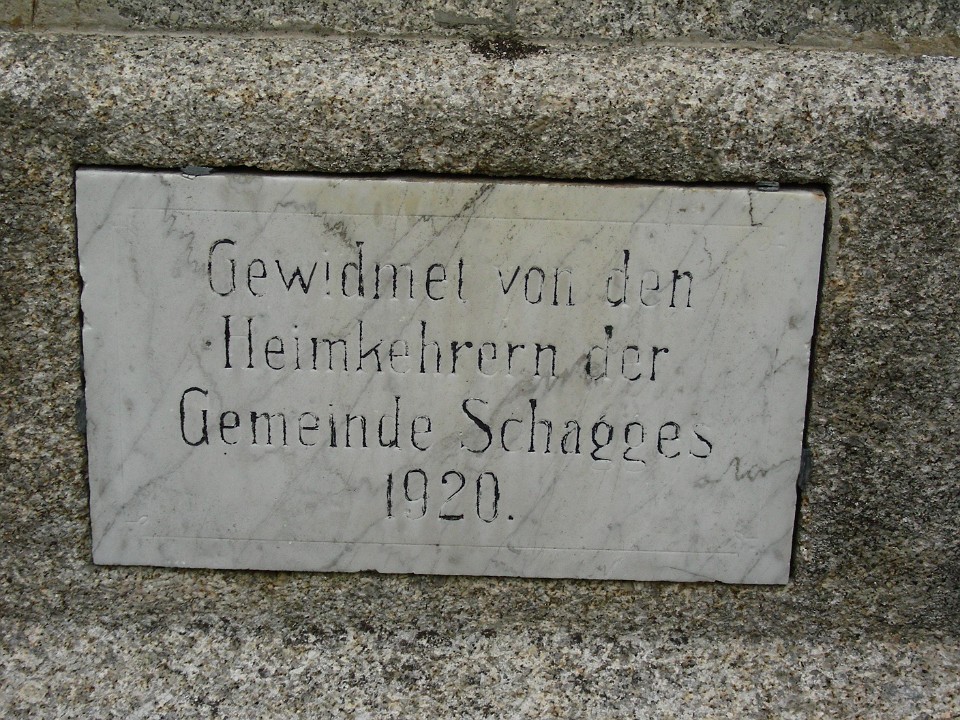 Gewidmet von den
Heimkehrern der
Gemeinde Schagges
1920.